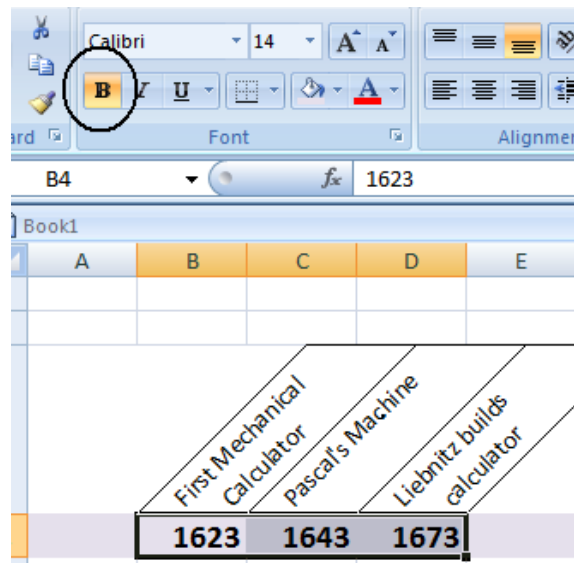 Calibri 14 A A
B I U A
ard Font Alignmer
B4 fx 1623
Book1
A B C D E
First Mechanical
Calculator
Pascal's Machine
Liebnitz builds
calculator
1623 1643 1673